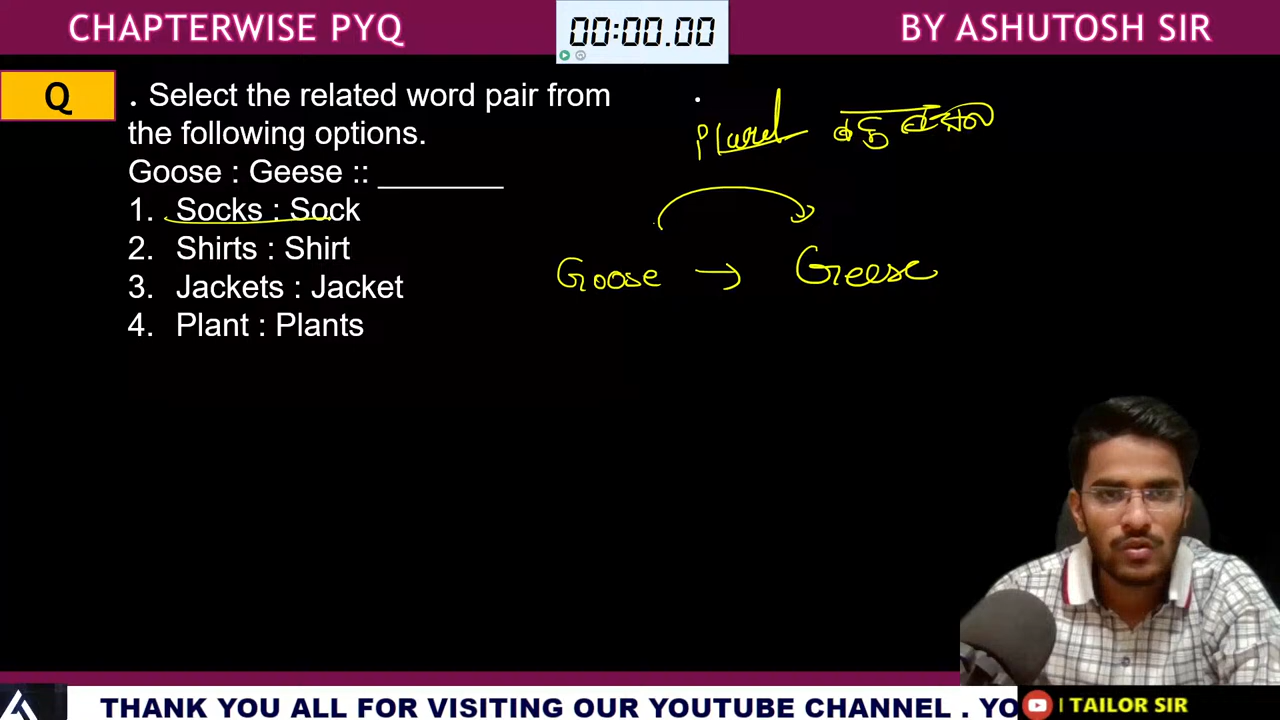 CHAPTERWISE PYQ
00:00.00
BY ASHUTOSH SIR
Q
. Select the related word pair from
the following options.
Goose : Geese :: ________
1. Socks : Sock
2. Shirts : Shirt
3. Jackets : Jacket
4. Plant : Plants
Plural
Goose → Geese
THANK YOU ALL FOR VISITING OUR YOUTUBE CHANNEL . YO
| TAILOR SIR